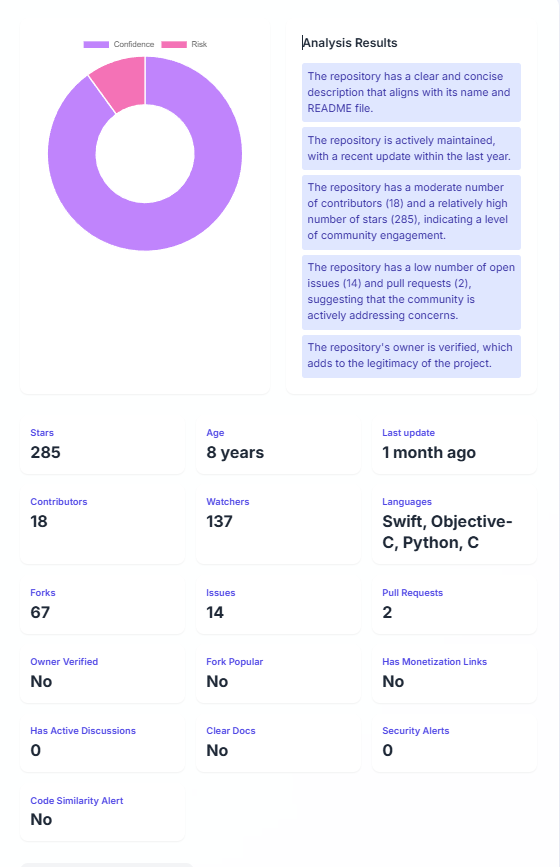 Confidence Risk
Analysis Results
The repository has a clear and concise
description that aligns with its name and
README file.
The repository is actively maintained,
with a recent update within the last year.
The repository has a moderate number
of contributors (18) and a relatively high
number of stars (285), indicating a level
of community engagement.
The repository has a low number of open
issues (14) and pull requests (2),
suggesting that the community is
actively addressing concerns.
The repository's owner is verified, which
adds to the legitimacy of the project.
Stars
285
Age
8 years
Last update
1 month ago
Contributors
18
Watchers
137
Languages
Swift, Objective-
C, Python, C
Forks
67
Issues
14
Pull Requests
2
Owner Verified
No
Fork Popular
No
Has Monetization Links
No
Has Active Discussions
0
Clear Docs
No
Security Alerts
0
Code Similarity Alert
No